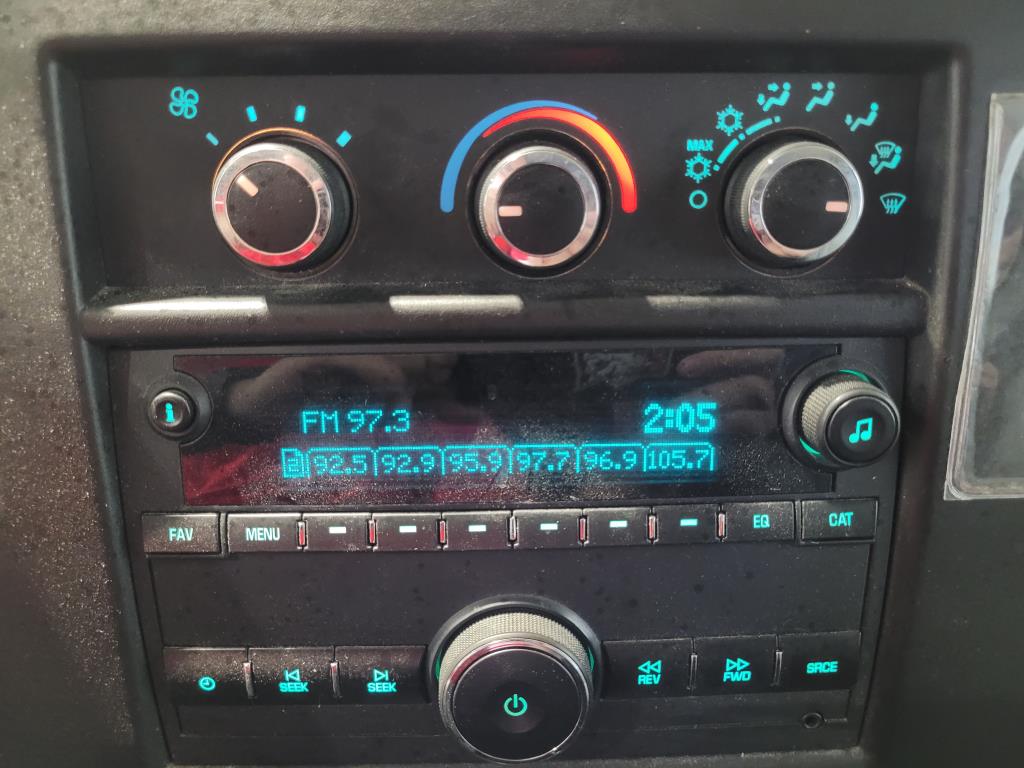 MAX
i
FM 97.3 2:05
2 92.5 92.9 95.9 97.7 96.9 105.7
FAV MENU EQ CAT
SEEK SEEK REV FWD SRCE